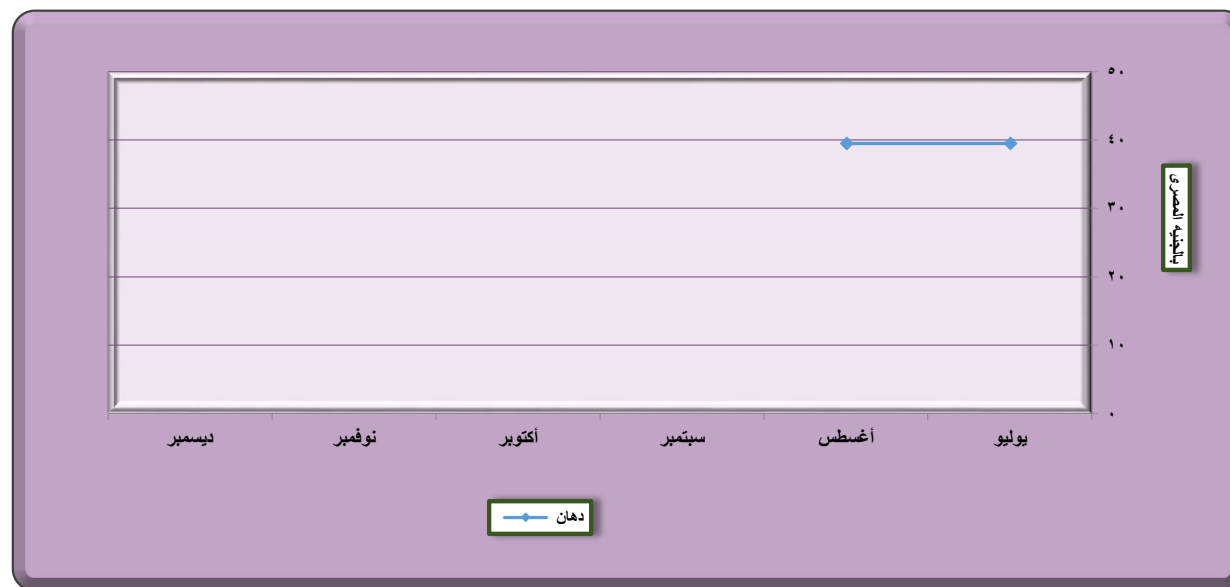 ٥٠
٤٠
٣٠
٢٠
١٠
٠
بالجنيه المصرى
يوليو أغسطس سبتمبر أكتوبر نوفمبر ديسمبر
دهان